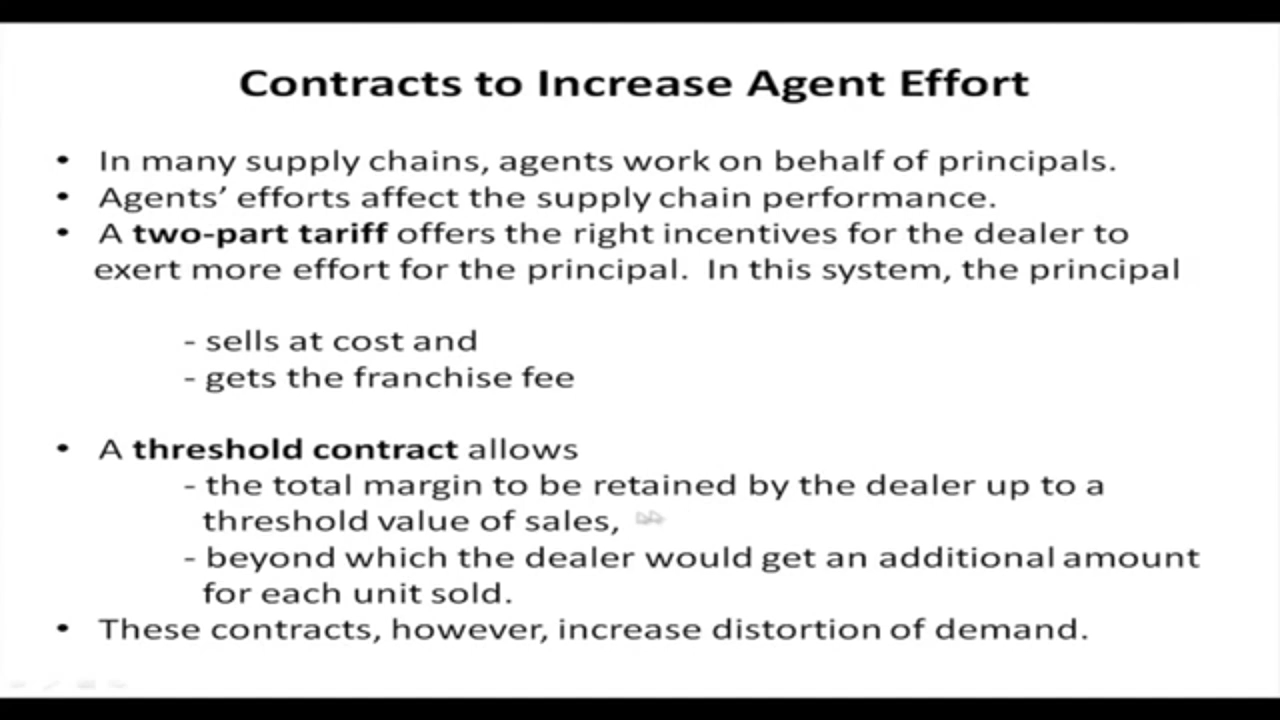 Contracts to Increase Agent Effort
• In many supply chains, agents work on behalf of principals.
• Agents’ efforts affect the supply chain performance.
• A two-part tariff offers the right incentives for the dealer to
exert more effort for the principal. In this system, the principal
- sells at cost and
- gets the franchise fee
• A threshold contract allows
- the total margin to be retained by the dealer up to a
threshold value of sales,
- beyond which the dealer would get an additional amount
for each unit sold.
• These contracts, however, increase distortion of demand.